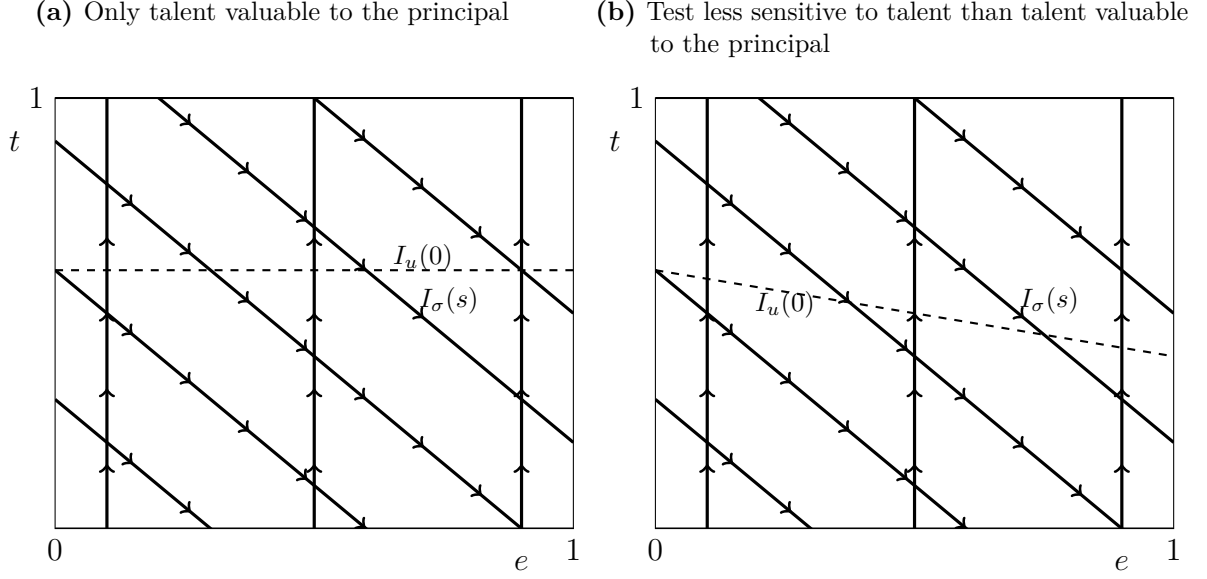 (a) Only talent valuable to the principal
1
t
I_u(0)
I_σ(s)
0
e
1
(b) Test less sensitive to talent than talent valuable
to the principal
1
t
I_u(0)
I_σ(s)
0
e
1